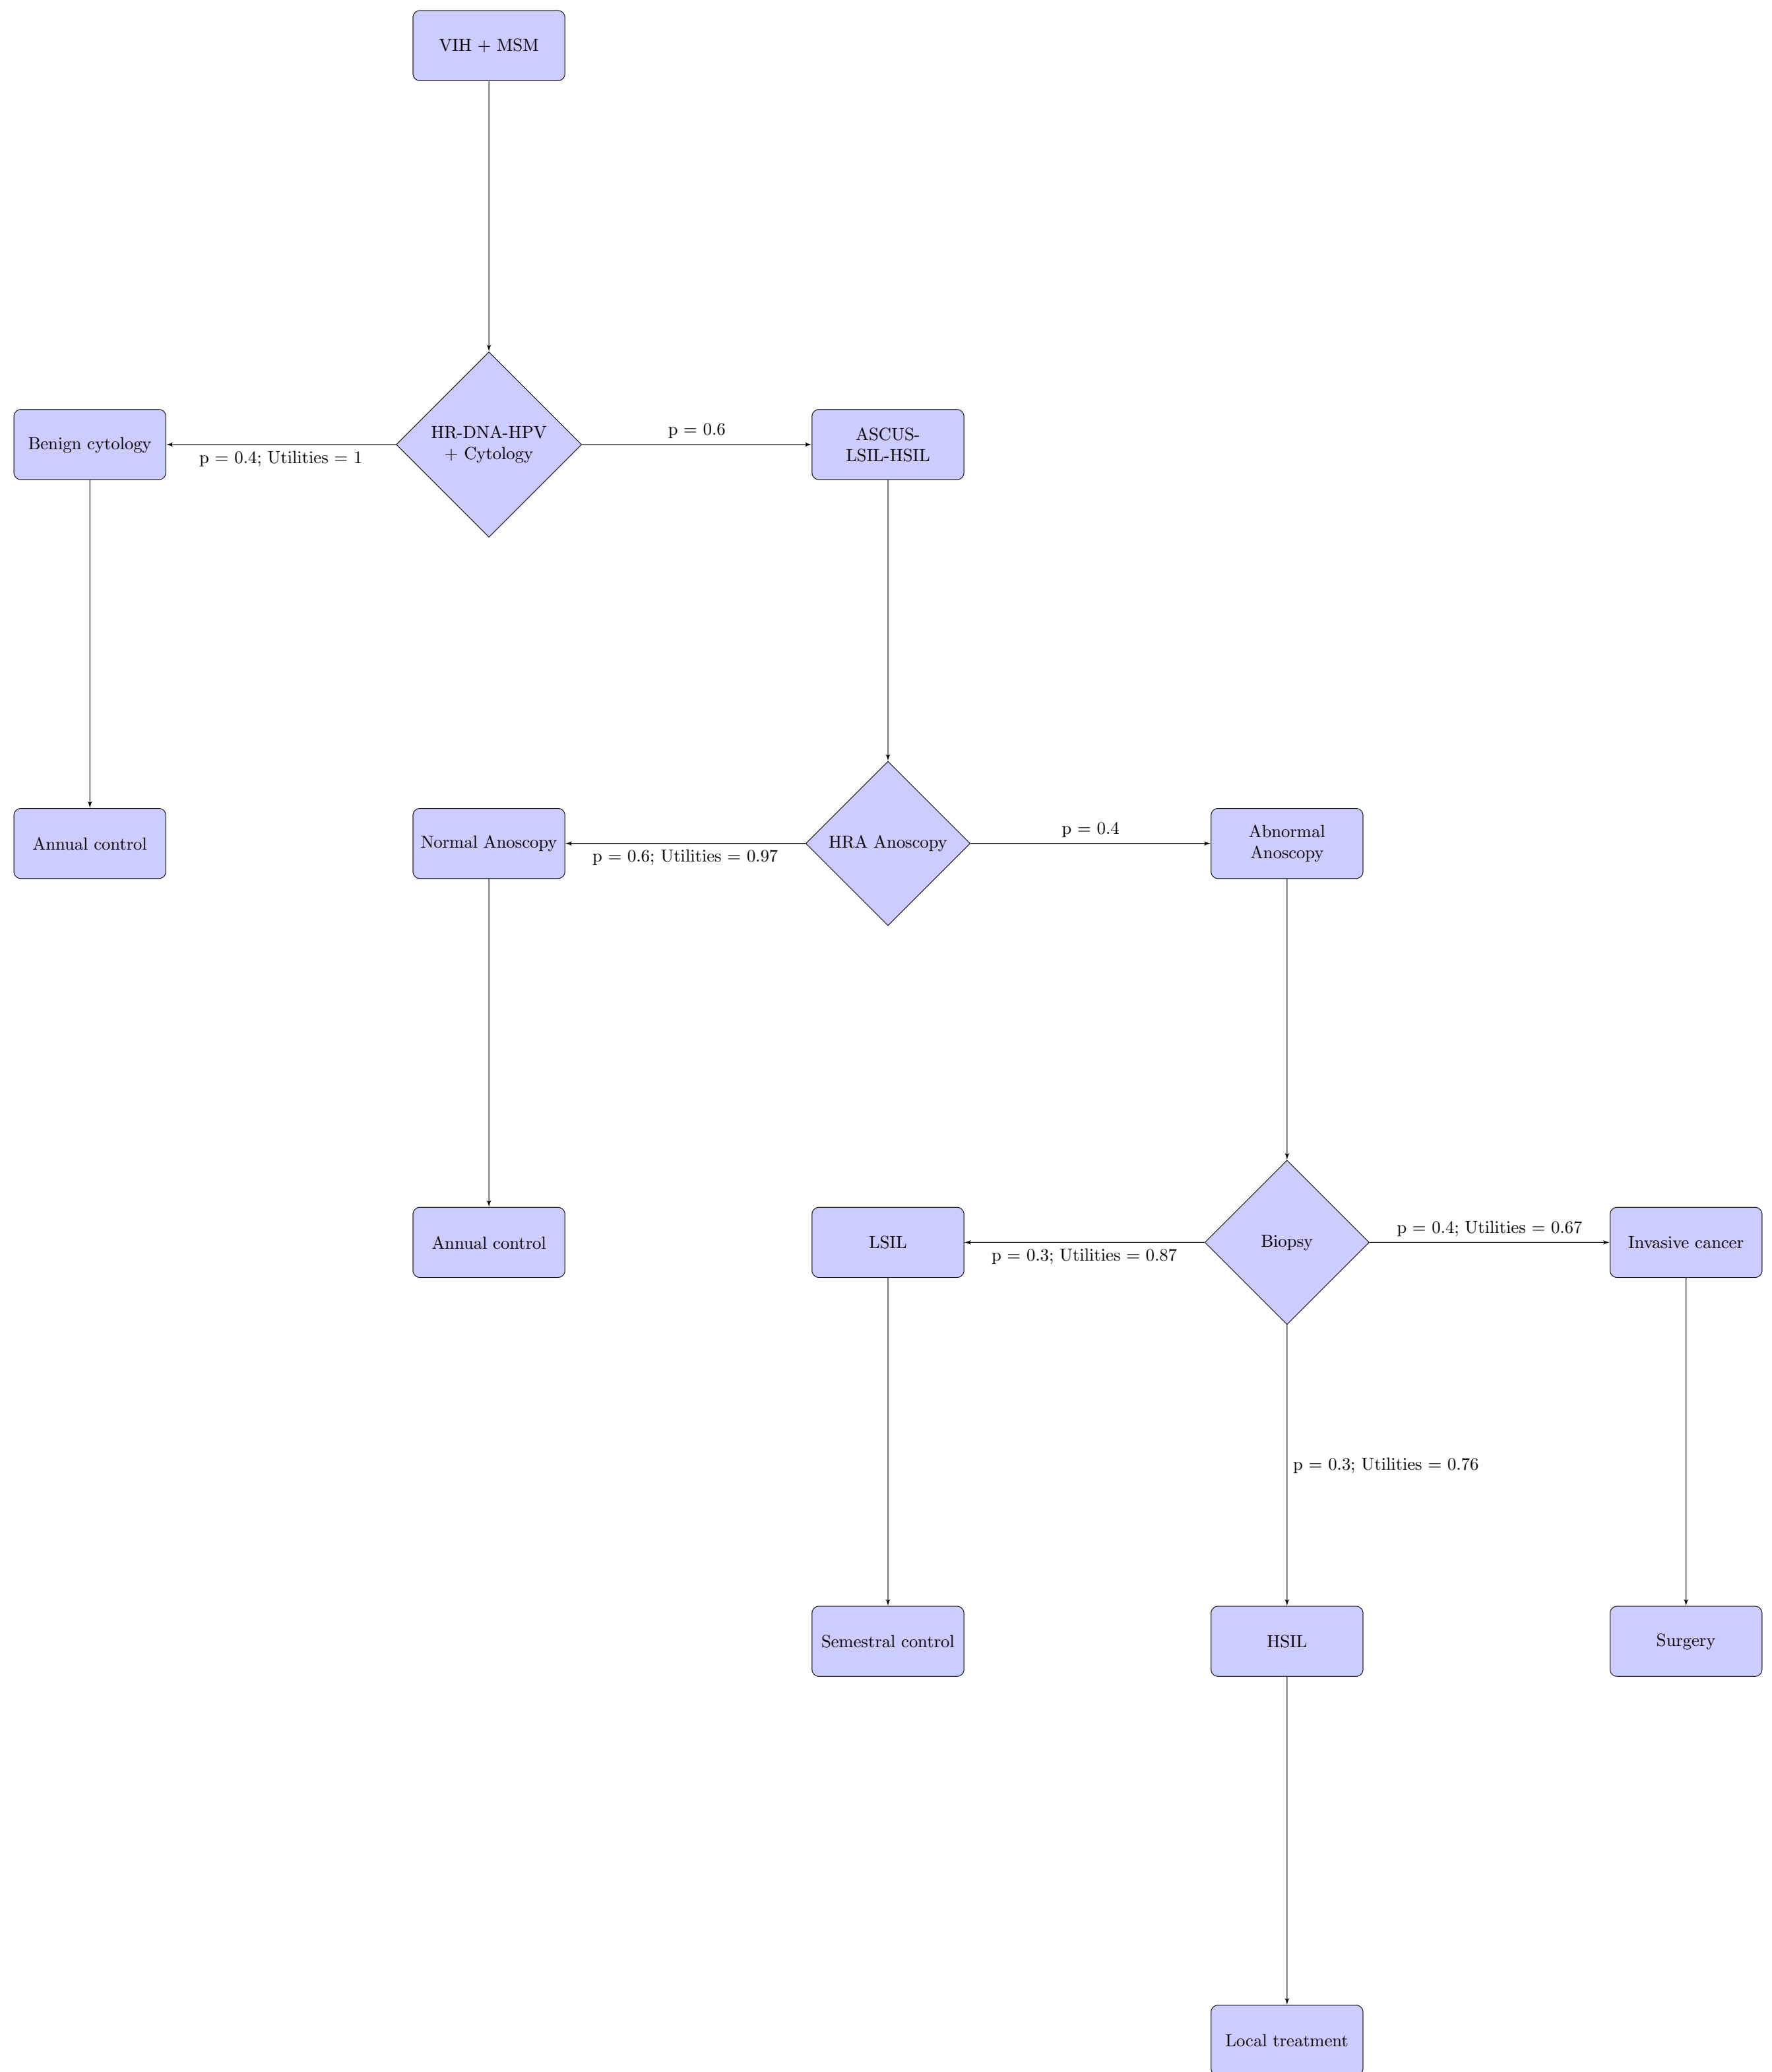 VIH + MSM
HR-DNA-HPV
+ Cytology
Benign cytology
p = 0.4; Utilities = 1
p = 0.6
ASCUS-
LSIL-HSIL
Annual control
Normal Anoscopy
p = 0.6; Utilities = 0.97
HRA Anoscopy
p = 0.4
Abnormal
Anoscopy
Annual control
LSIL
p = 0.3; Utilities = 0.87
Biopsy
p = 0.4; Utilities = 0.67
Invasive cancer
p = 0.3; Utilities = 0.76
Semestral control
HSIL
Surgery
Local treatment